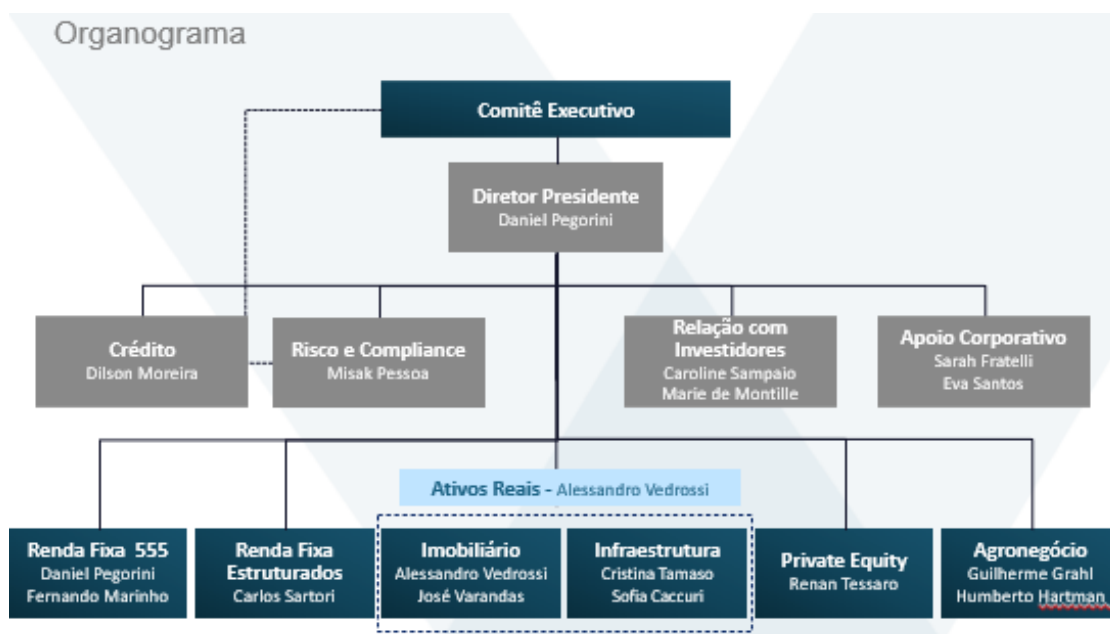 Organograma
Comitê Executivo
Diretor Presidente
Daniel Pegorini
Crédito
Dilson Moreira
Risco e Compliance
Misak Pessoa
Relação com
Investidores
Caroline Sampaio
Marie de Montille
Apoio Corporativo
Sarah Fratelli
Eva Santos
Ativos Reais - Alessandro Vedrossi
Renda Fixa 555
Daniel Pegorini
Fernando Marinho
Renda Fixa
Estruturados
Carlos Sartori
Imobiliário
Alessandro Vedrossi
José Varandas
Infraestrutura
Cristina Tamaso
Sofia Caccuri
Private Equity
Renan Tessaro
Agronegócio
Guilherme Grahl
Humberto Hartman